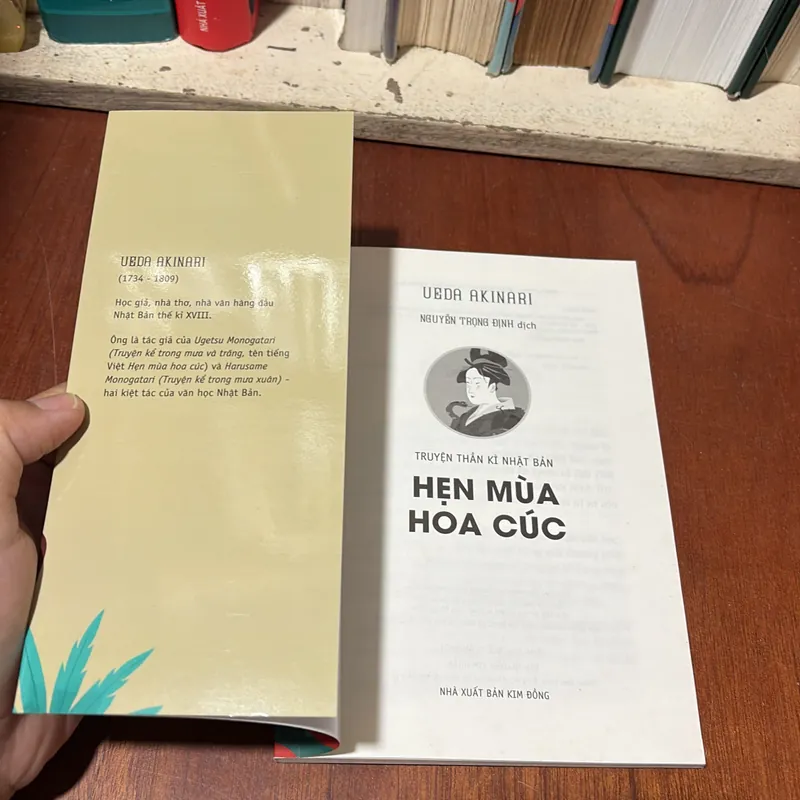 NHÀ XUẤT
UEDA AKINARI
(1734 - 1809)
Học giả, nhà thơ, nhà văn hàng đầu
Nhật Bản thế kỉ XVIII.
Ông là tác giả của Ugetsu Monogatari
(Truyện kể trong mưa và trăng, tên tiếng
Việt Hẹn mùa hoa cúc) và Harusame
Monogatari (Truyện kể trong mưa xuân) -
hai kiệt tác của văn học Nhật Bản.
UEDA AKINARI
NGUYỄN TRỌNG ĐỊNH dịch
TRUYỆN THẦN KÌ NHẬT BẢN
HẸN MÙA
HOA CÚC
NHÀ XUẤT BẢN KIM ĐỒNG